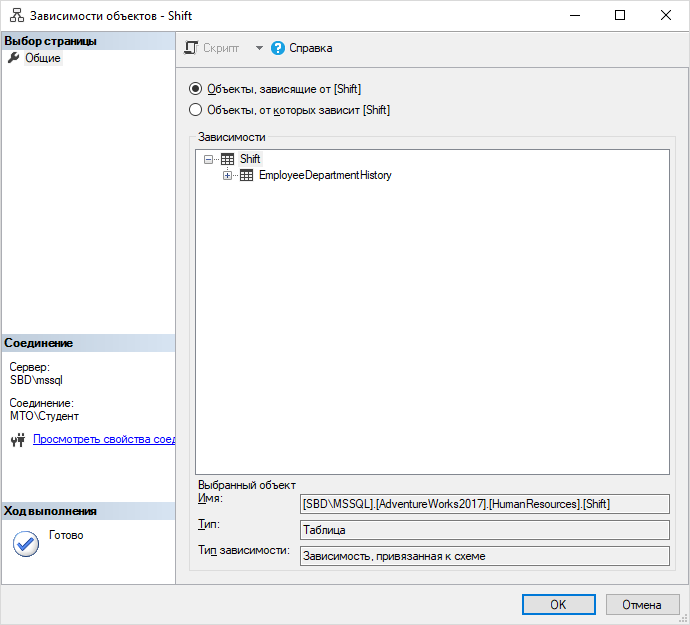 Зависимости объектов - Shift
Выбор страницы
Общие
Скрипт
Справка
Объекты, зависящие от [Shift]
Объекты, от которых зависит [Shift]
Зависимости
Shift
EmployeeDepartmentHistory
Соединение
Сервер:
SBD\mssql
Соединение:
МТО\Студент
Просмотреть свойства соед
Ход выполнения
Готово
Выбранный объект
Имя:
[SBD\MSSQL].[AdventureWorks2017].[HumanResources].[Shift]
Тип:
Таблица
Тип зависимости:
Зависимость, привязанная к схеме
OK
Отмена